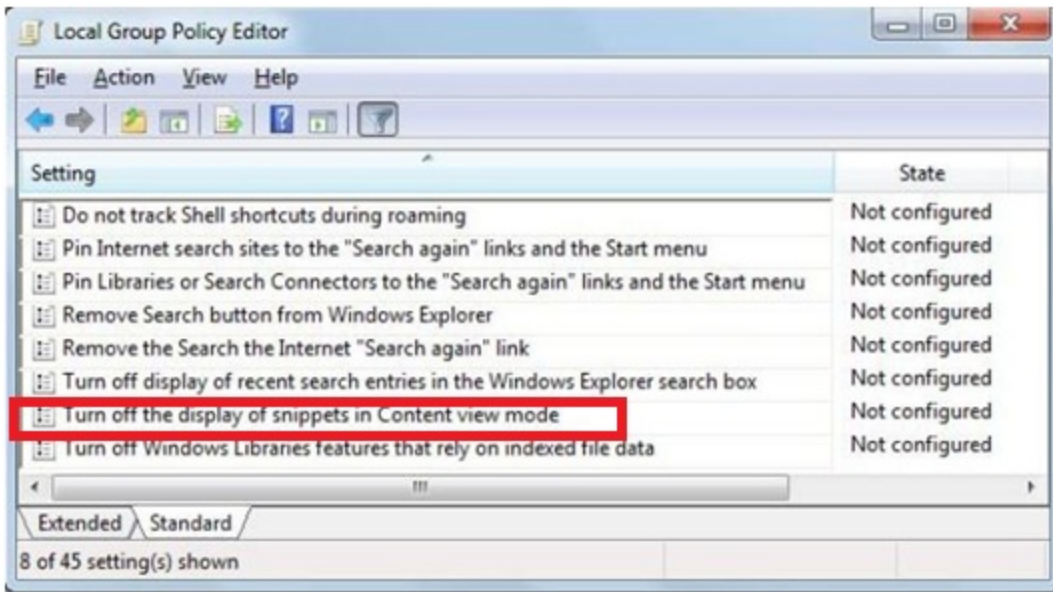 Local Group Policy Editor
File Action View Help
Setting State
Do not track Shell shortcuts during roaming Not configured
Pin Internet search sites to the "Search again" links and the Start menu Not configured
Pin Libraries or Search Connectors to the "Search again" links and the Start menu Not configured
Remove Search button from Windows Explorer Not configured
Remove the Search the Internet "Search again" link Not configured
Turn off display of recent search entries in the Windows Explorer search box Not configured
Turn off the display of snippets in Content view mode Not configured
Turn off Windows Libraries features that rely on indexed file data Not configured
Extended Standard
8 of 45 setting(s) shown